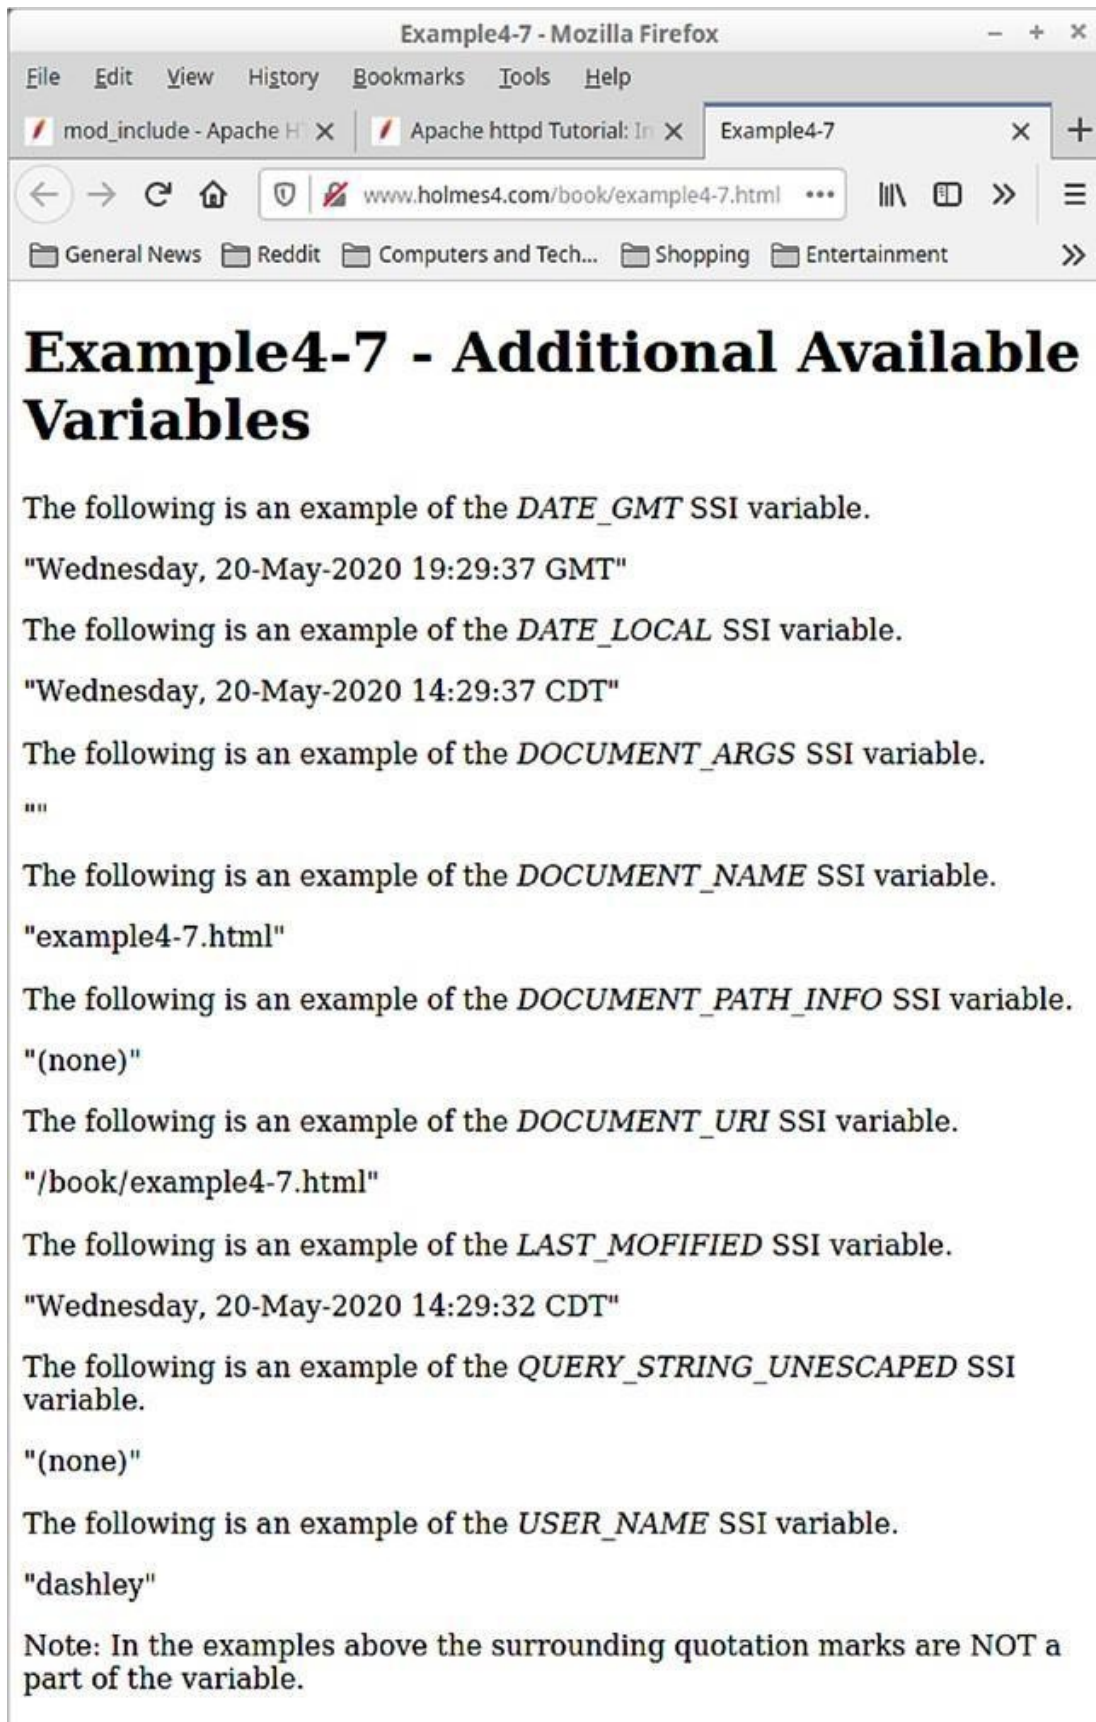 Example4-7 - Mozilla Firefox
File Edit View History Bookmarks Tools Help
mod_include - Apache H
Apache httpd Tutorial: In
Example4-7
www.holmes4.com/book/example4-7.html
General News Reddit Computers and Tech... Shopping Entertainment
Example4-7 - Additional Available
Variables
The following is an example of the DATE_GMT SSI variable.
"Wednesday, 20-May-2020 19:29:37 GMT"
The following is an example of the DATE_LOCAL SSI variable.
"Wednesday, 20-May-2020 14:29:37 CDT"
The following is an example of the DOCUMENT_ARGS SSI variable.
""
The following is an example of the DOCUMENT_NAME SSI variable.
"example4-7.html"
The following is an example of the DOCUMENT_PATH_INFO SSI variable.
"(none)"
The following is an example of the DOCUMENT_URI SSI variable.
"/book/example4-7.html"
The following is an example of the LAST_MOFIFIED SSI variable.
"Wednesday, 20-May-2020 14:29:32 CDT"
The following is an example of the QUERY_STRING_UNESCAPED SSI
variable.
"(none)"
The following is an example of the USER_NAME SSI variable.
"dashley"
Note: In the examples above the surrounding quotation marks are NOT a
part of the variable.